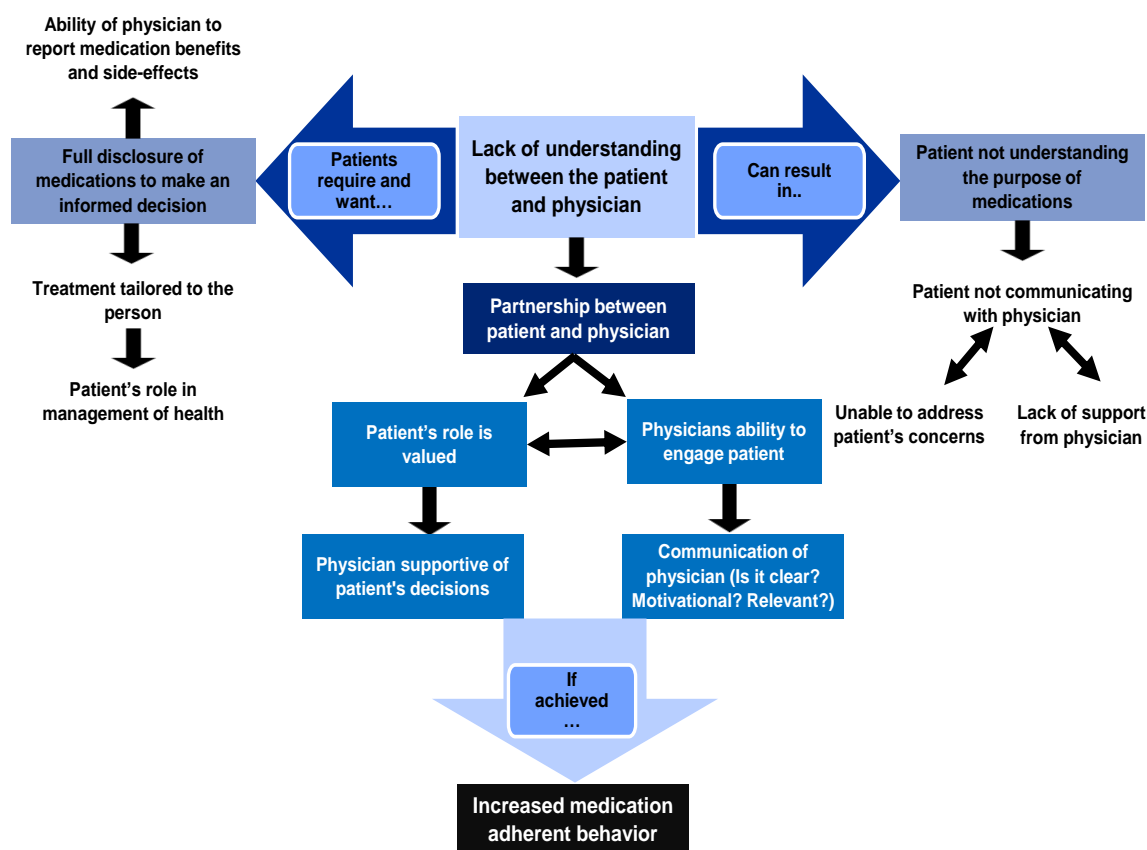 Ability of physician to
report medication benefits
and side-effects
Full disclosure of
medications to make an
informed decision
Treatment tailored to the
person
Patient’s role in
management of health
Patients
require and
want…
Lack of understanding
between the patient
and physician
Can result
in..
Patient not understanding
the purpose of
medications
Patient not communicating
with physician
Unable to address
patient’s concerns
Lack of support
from physician
Partnership between
patient and physician
Patient’s role is
valued
Physicians ability to
engage patient
Physician supportive of
patient's decisions
Communication of
physician (Is it clear?
Motivational? Relevant?)
If
achieved
…
Increased medication
adherent behavior